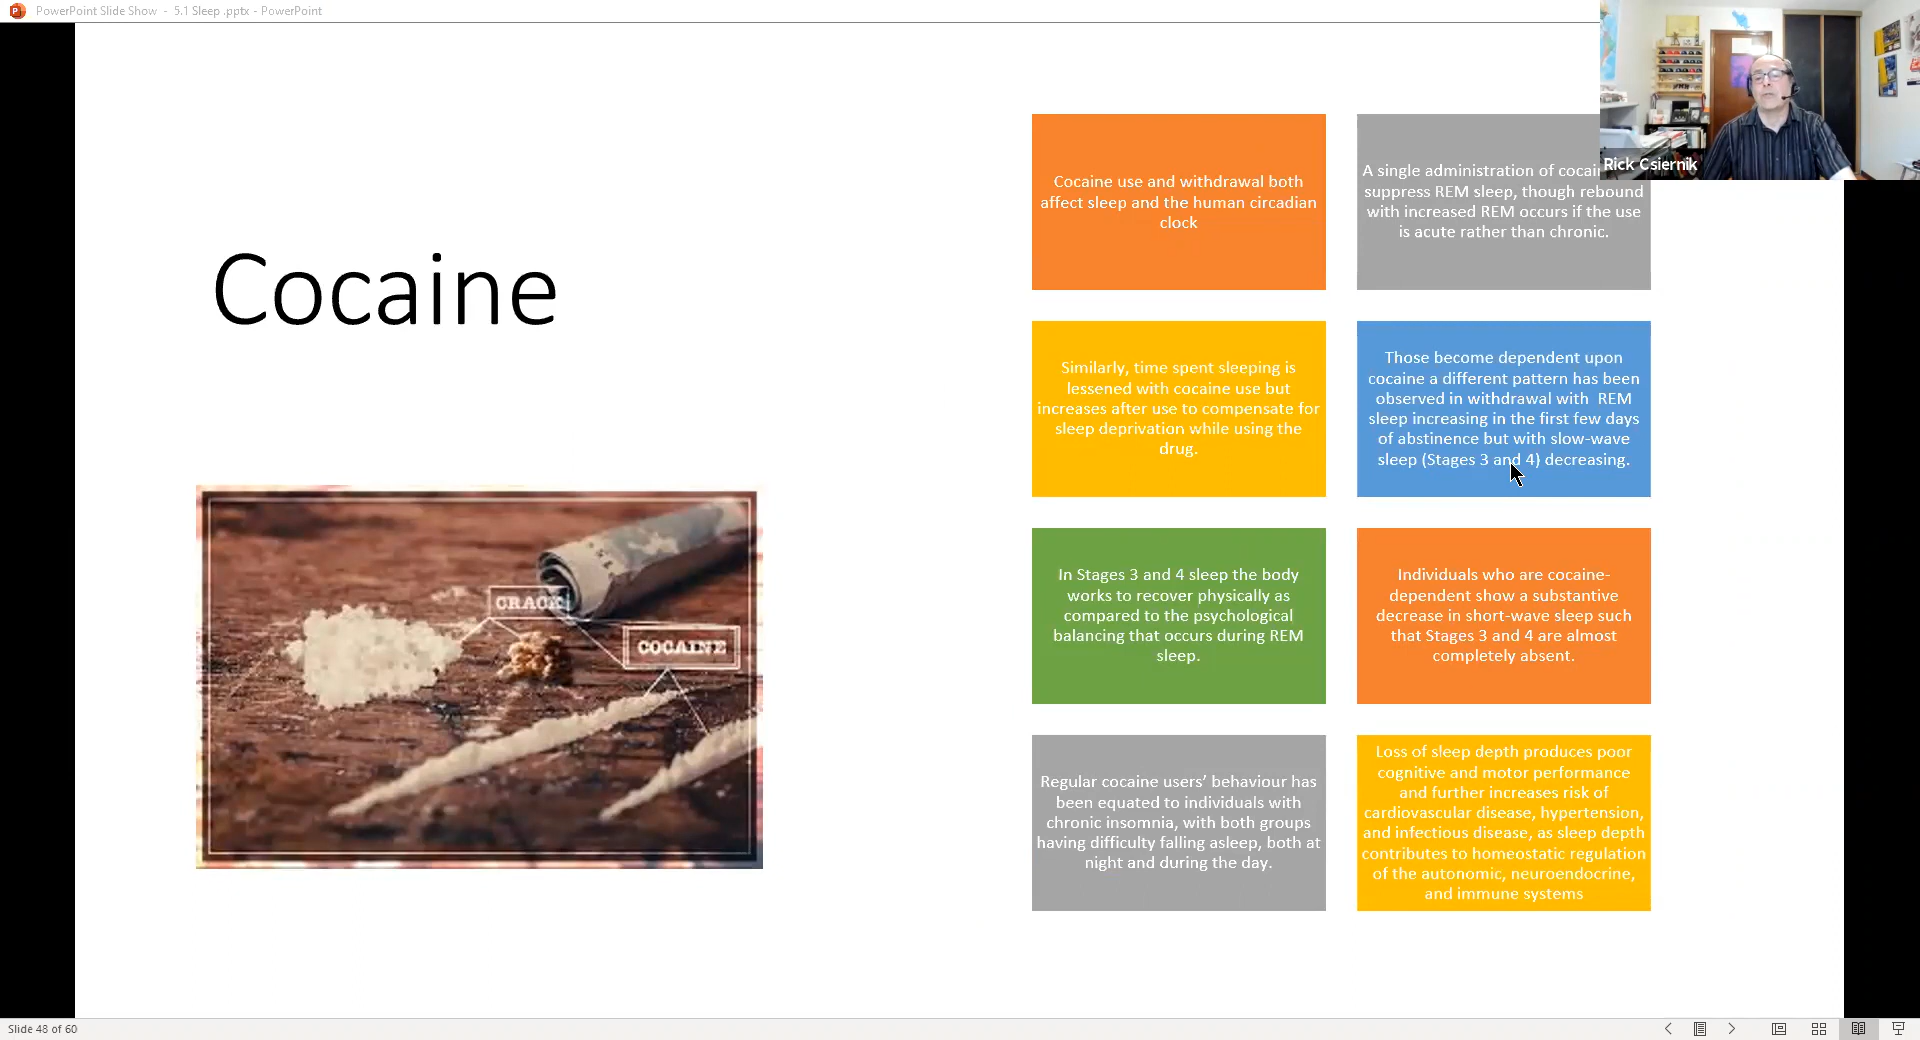 PowerPoint Slide Show - 5.1 Sleep .pptx - PowerPoint
Rick Csiernik
Cocaine
CRACK
COCAINE
Cocaine use and withdrawal both
affect sleep and the human circadian
clock
A single administration of
suppress REM sleep, though rebound
with increased REM occurs if the use
is acute rather than chronic.
Similarly, time spent sleeping is
lessened with cocaine use but
increases after use to compensate for
sleep deprivation while using the
drug.
Those become dependent upon
cocaine a different pattern has been
observed in withdrawal with  REM
sleep increasing in the first few days
of abstinence but with slow-wave
sleep (Stages 3 and 4) decreasing.
In Stages 3 and 4 sleep the body
works to recover physically as
compared to the psychological
balancing that occurs during REM
sleep.
Individuals who are cocaine-
dependent show a substantive
decrease in short-wave sleep such
that Stages 3 and 4 are almost
completely absent.
Regular cocaine users’ behaviour has
been equated to individuals with
chronic insomnia, with both groups
having difficulty falling asleep, both at
night and during the day.
Loss of sleep depth produces poor
cognitive and motor performance
and further increases risk of
cardiovascular disease, hypertension,
and infectious disease, as sleep depth
contributes to homeostatic regulation
of the autonomic, neuroendocrine,
and immune systems
Slide 48 of 60